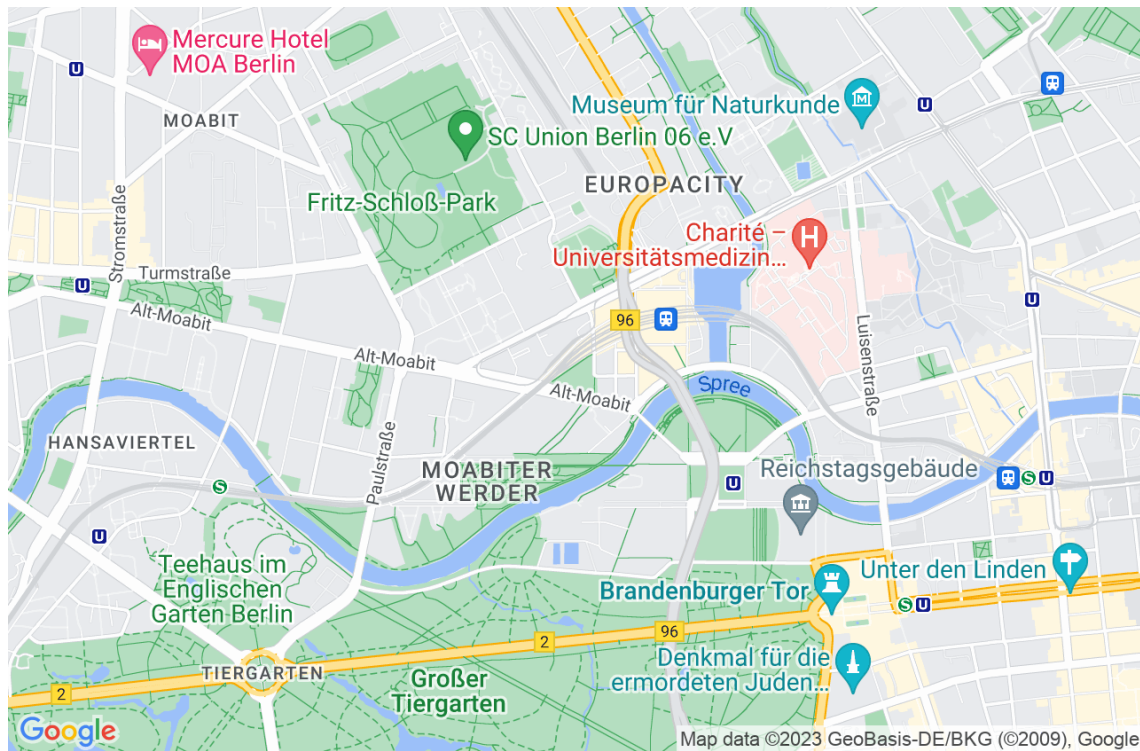 Mercure Hotel
MOA Berlin
U
MOABIT
Museum für Naturkunde
U
SC Union Berlin 06 e.V
EUROPACITY
Fritz-Schloß-Park
Charité –
Universitätsmedizin...
H
Stromstraße
Turmstraße
U
U
Alt-Moabit
96
Luisenstraße
Alt-Moabit
Alt-Moabit
Spree
HANSAVIERTEL
Paulstraße
MOABITER
WERDER
Reichstagsgebäude
S
U
S
U
U
Teehaus im
Englischen
Garten Berlin
Brandenburger Tor
Unter den Linden
S
U
96
2
TIERGARTEN
2
Großer
Tiergarten
Denkmal für die
ermordeten Juden...
Google
Map data ©2023 GeoBasis-DE/BKG (©2009), Google